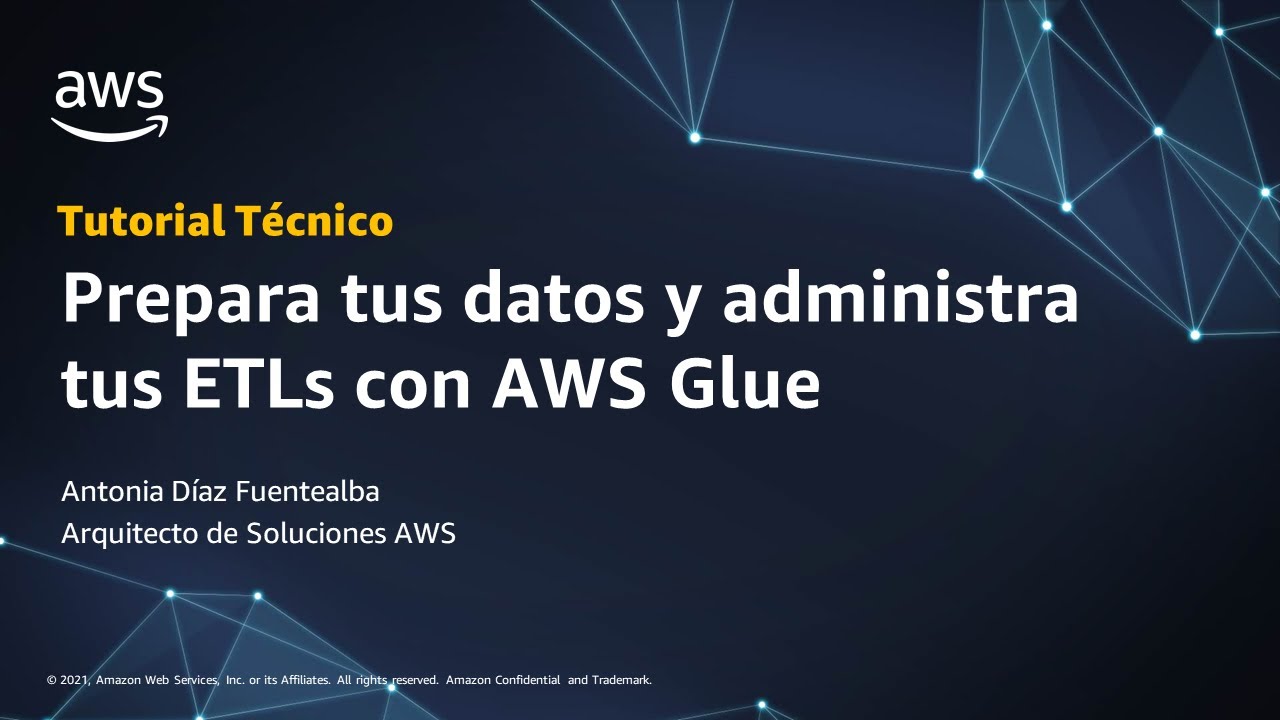 aws
Tutorial Técnico
Prepara tus datos y administra
tus ETLs con AWS Glue
Antonia Díaz Fuentealba
Arquitecto de Soluciones AWS
© 2021, Amazon Web Services, Inc. or its Affiliates. All rights reserved. Amazon Confidential and Trademark.